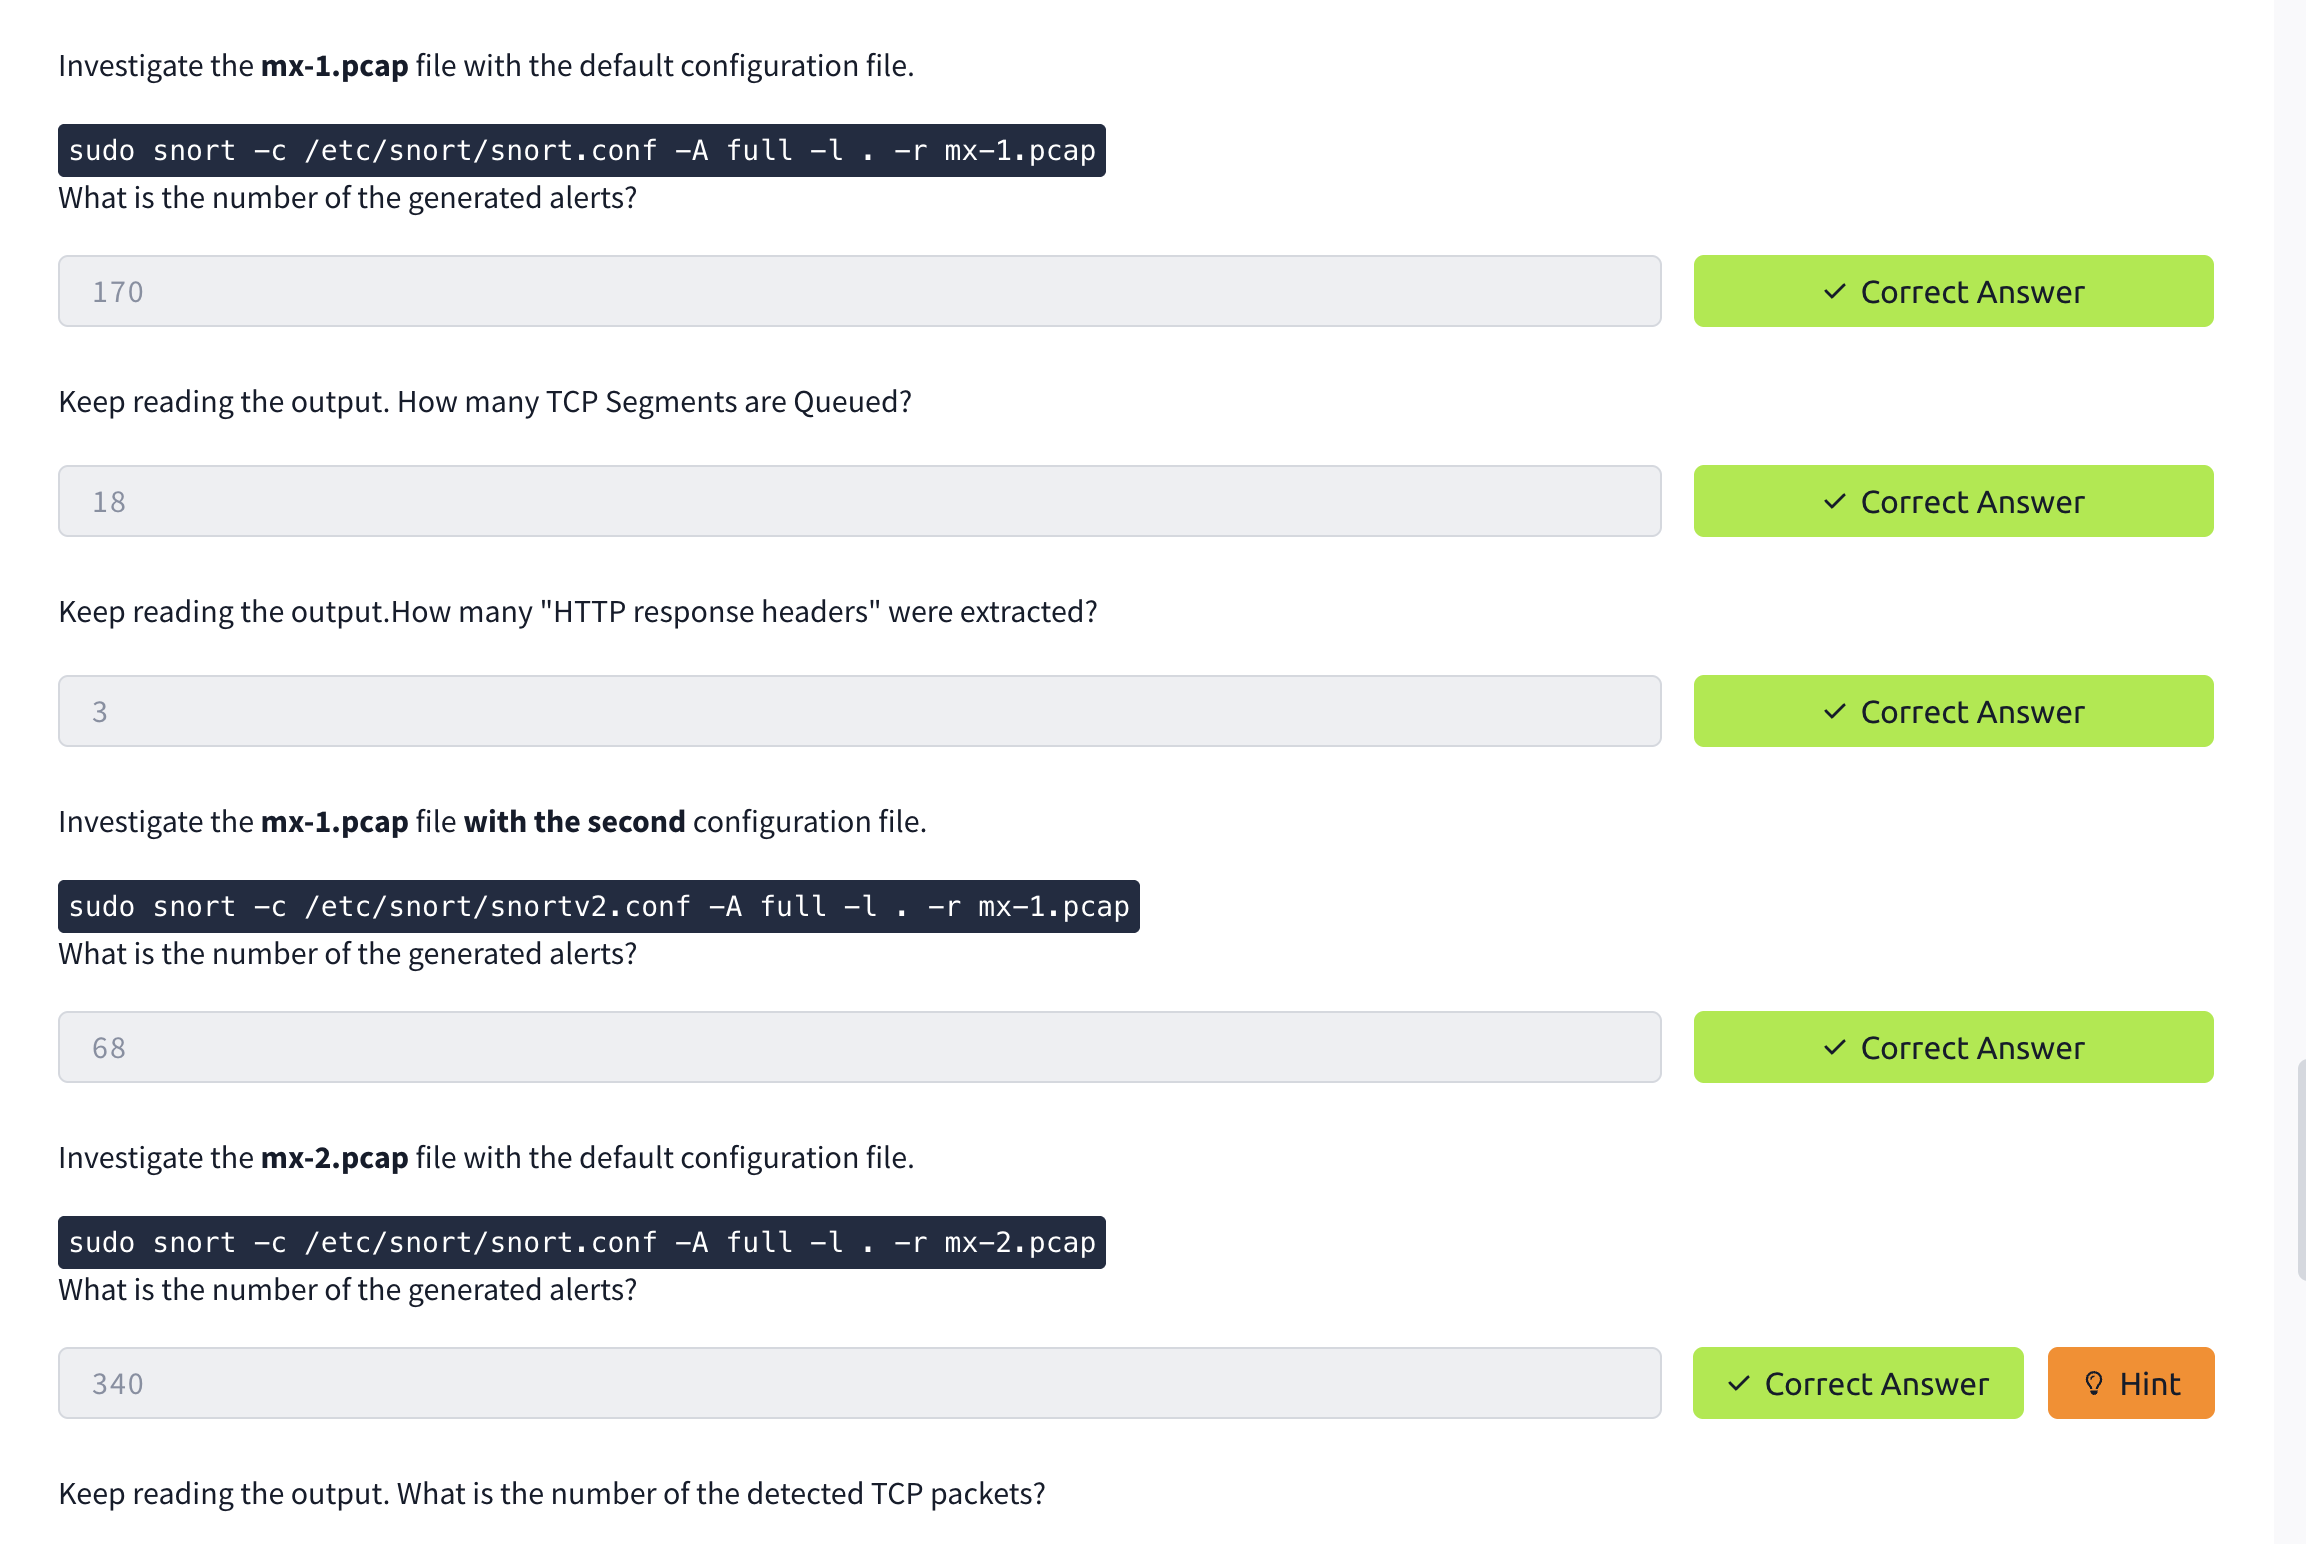 Investigate the mx-1.pcap file with the default configuration file.
sudo snort -c /etc/snort/snort.conf -A full -l . -r mx-1.pcap
What is the number of the generated alerts?
170
Correct Answer
Keep reading the output. How many TCP Segments are Queued?
18
Correct Answer
Keep reading the output.How many "HTTP response headers" were extracted?
3
Correct Answer
Investigate the mx-1.pcap file with the second configuration file.
sudo snort -c /etc/snort/snortv2.conf -A full -l . -r mx-1.pcap
What is the number of the generated alerts?
68
Correct Answer
Investigate the mx-2.pcap file with the default configuration file.
sudo snort -c /etc/snort/snort.conf -A full -l . -r mx-2.pcap
What is the number of the generated alerts?
340
Correct Answer
Hint
Keep reading the output. What is the number of the detected TCP packets?